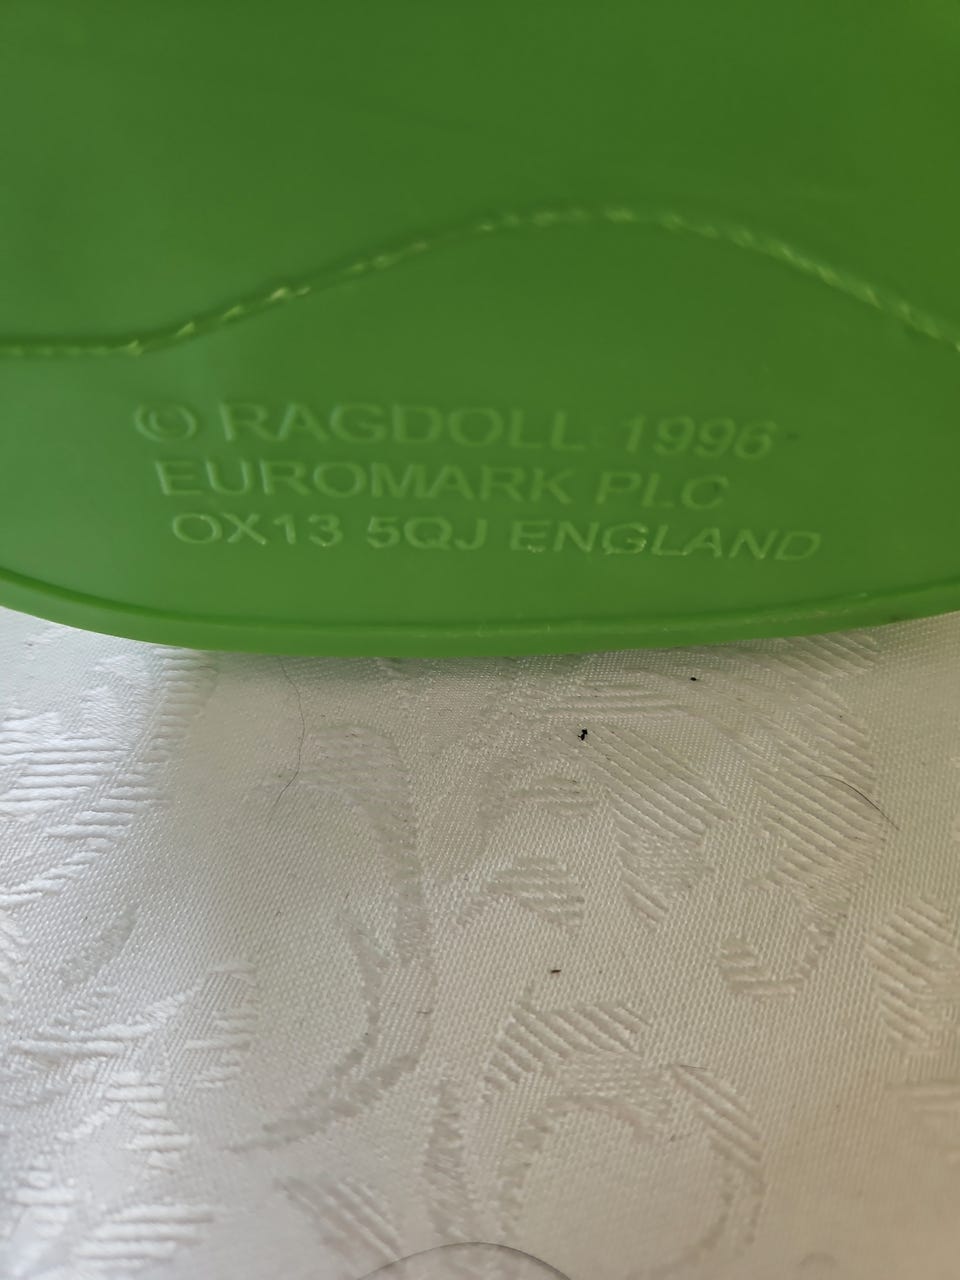 © RAGDOLL 1996
EUROMARK PLC
OX13 5QJ ENGLAND